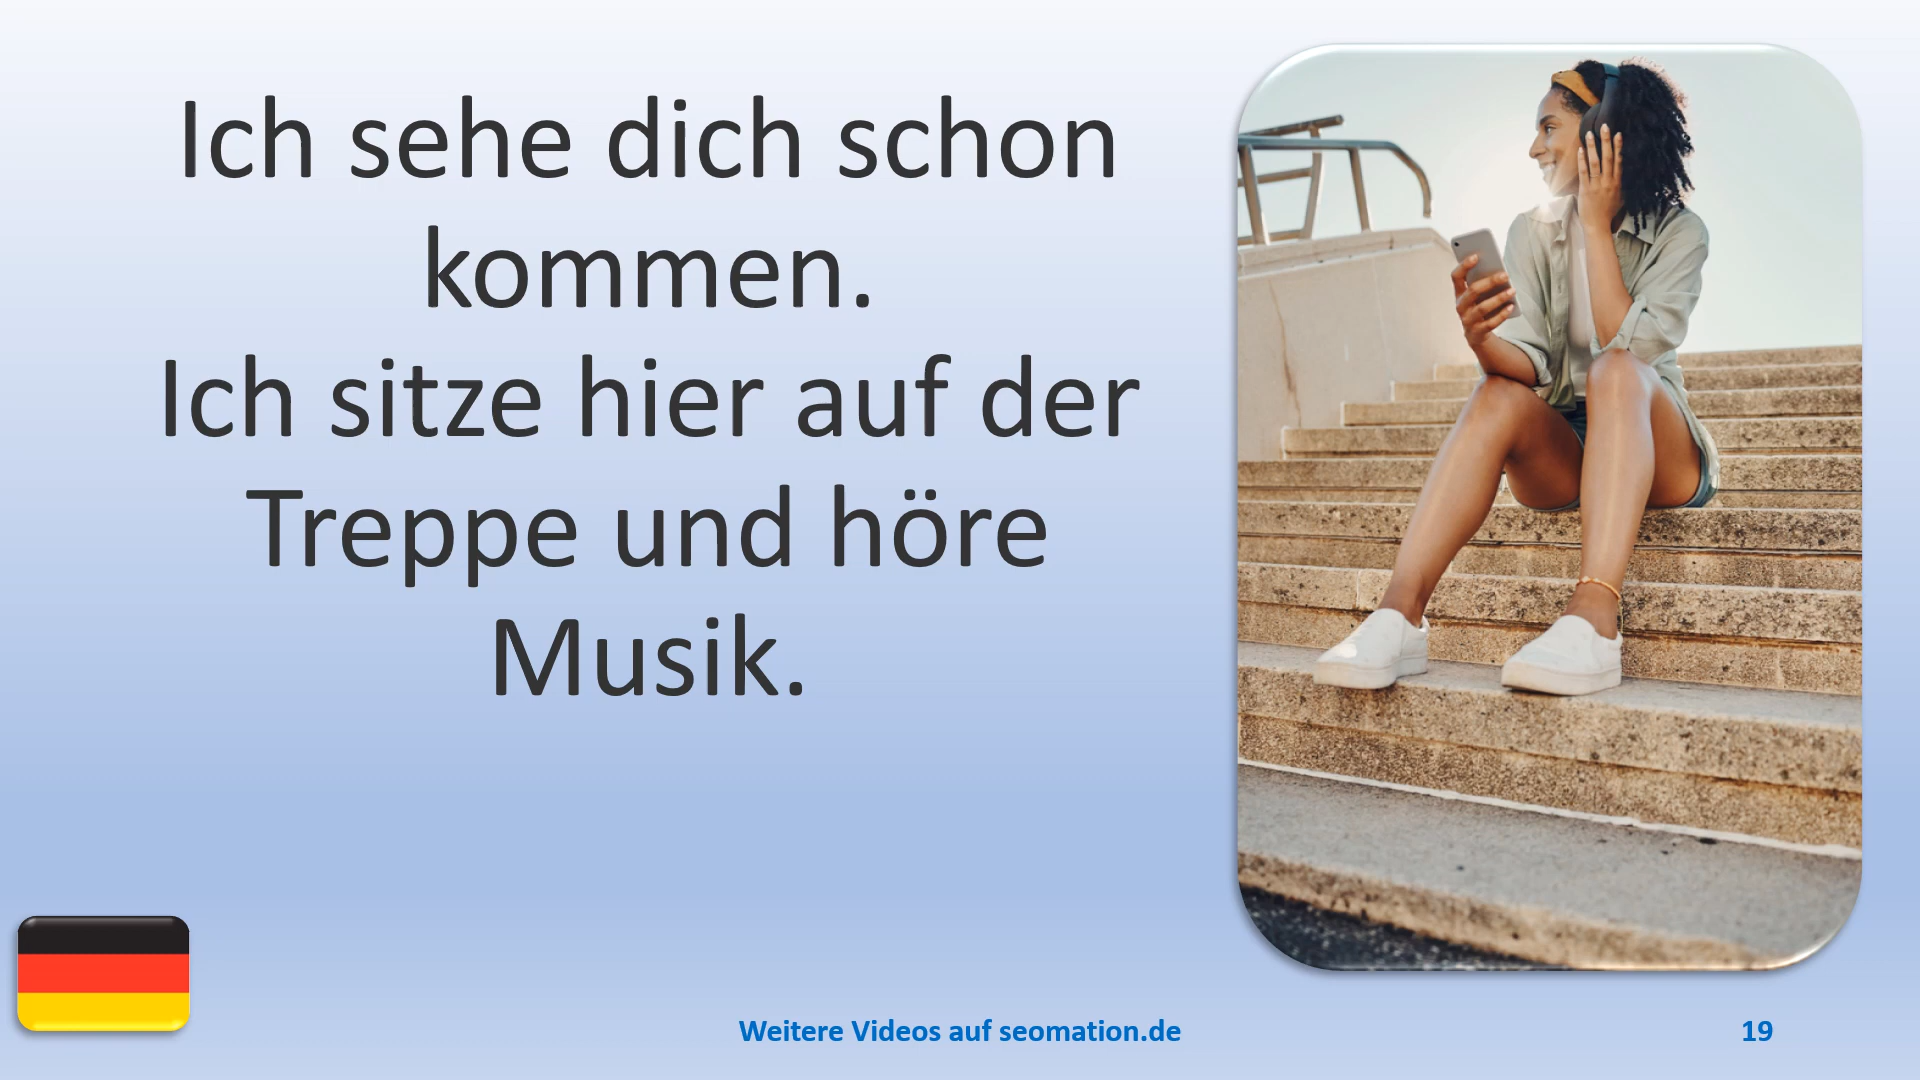 Ich sehe dich schon
kommen.
Ich sitze hier auf der
Treppe und höre
Musik.
Weitere Videos auf seomation.de
19